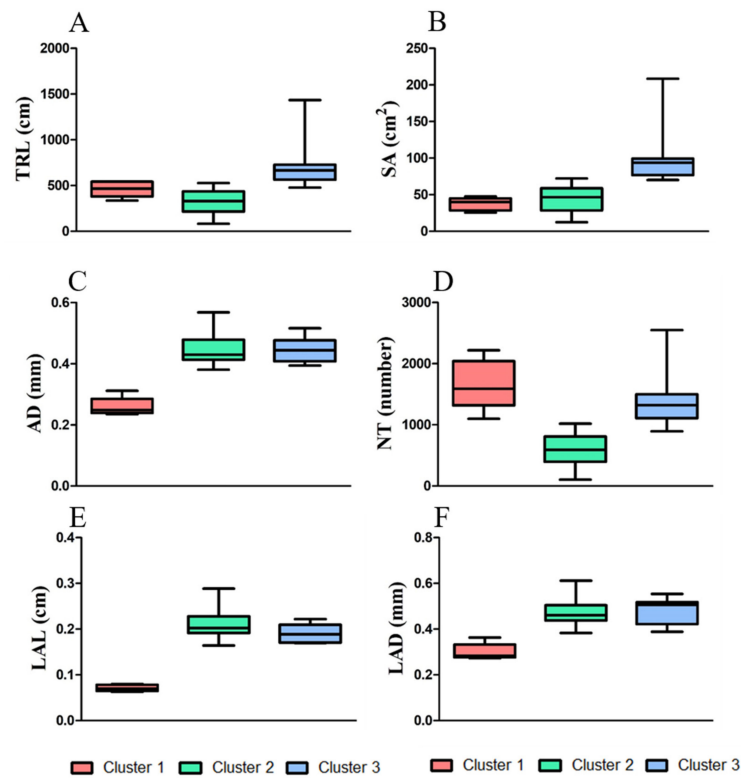 A
TRL (cm)
2000
1500
1000
500
0
B
SA (cm²)
250
200
150
100
50
0
C
AD (mm)
0.6
0.4
0.2
0.0
D
NT (number)
3000
2000
1000
0
E
LAL (cm)
0.4
0.3
0.2
0.1
0.0
F
LAD (mm)
0.8
0.6
0.4
0.2
0.0
Cluster 1 Cluster 2 Cluster 3
Cluster 1 Cluster 2 Cluster 3